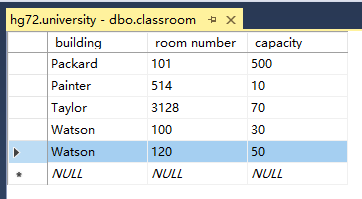 hg72.university - dbo.classroom
building room number capacity
Packard 101 500
Painter 514 10
Taylor 3128 70
Watson 100 30
Watson 120 50
NULL NULL NULL